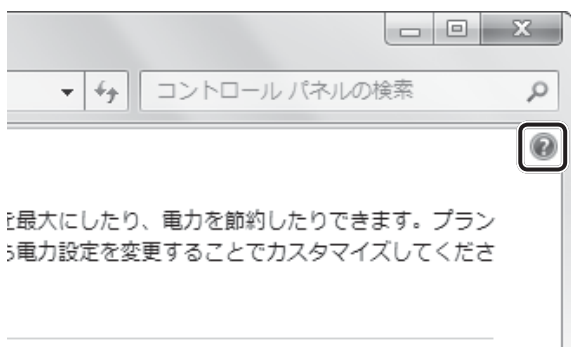 コントロール パネルの検索
を最大にしたり、電力を節約したりできます。プラン
ら電力設定を変更することでカスタマイズしてくださ